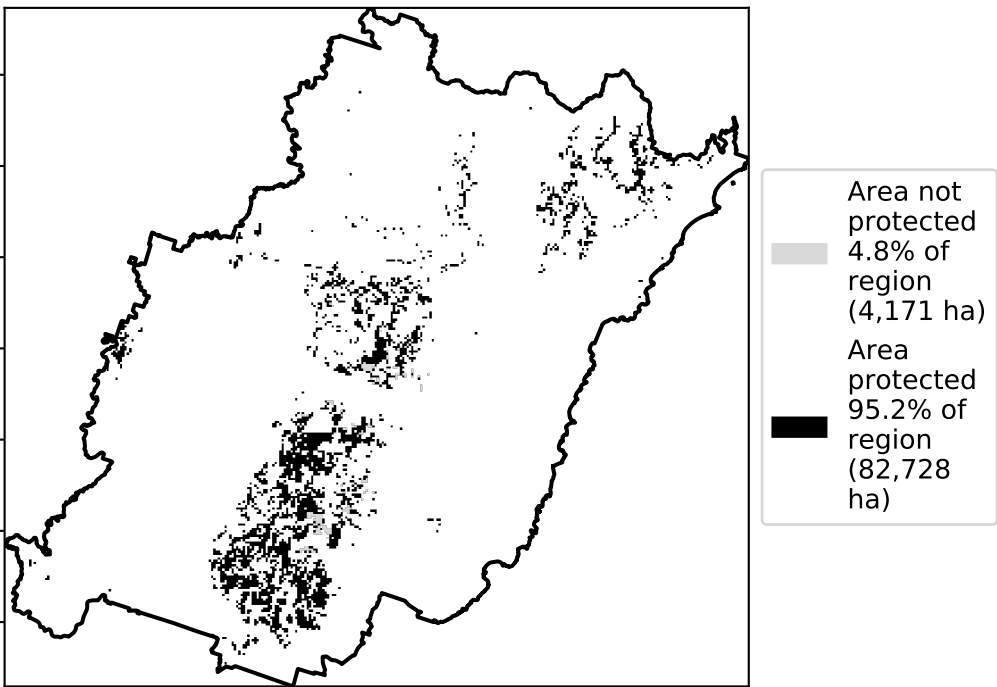 Area not
protected
4.8% of
region
(4,171 ha)
Area
protected
95.2% of
region
(82,728
ha)